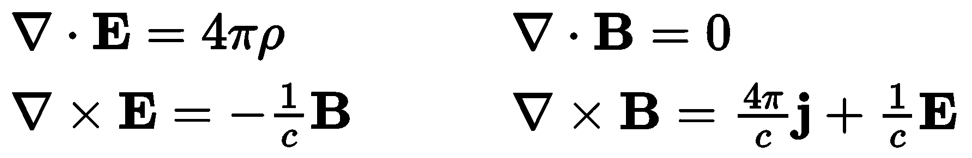 ∇ · E = 4πρ	∇ · B = 0
∇ × E = −1/c B	∇ × B = 4π/c j + 1/c E